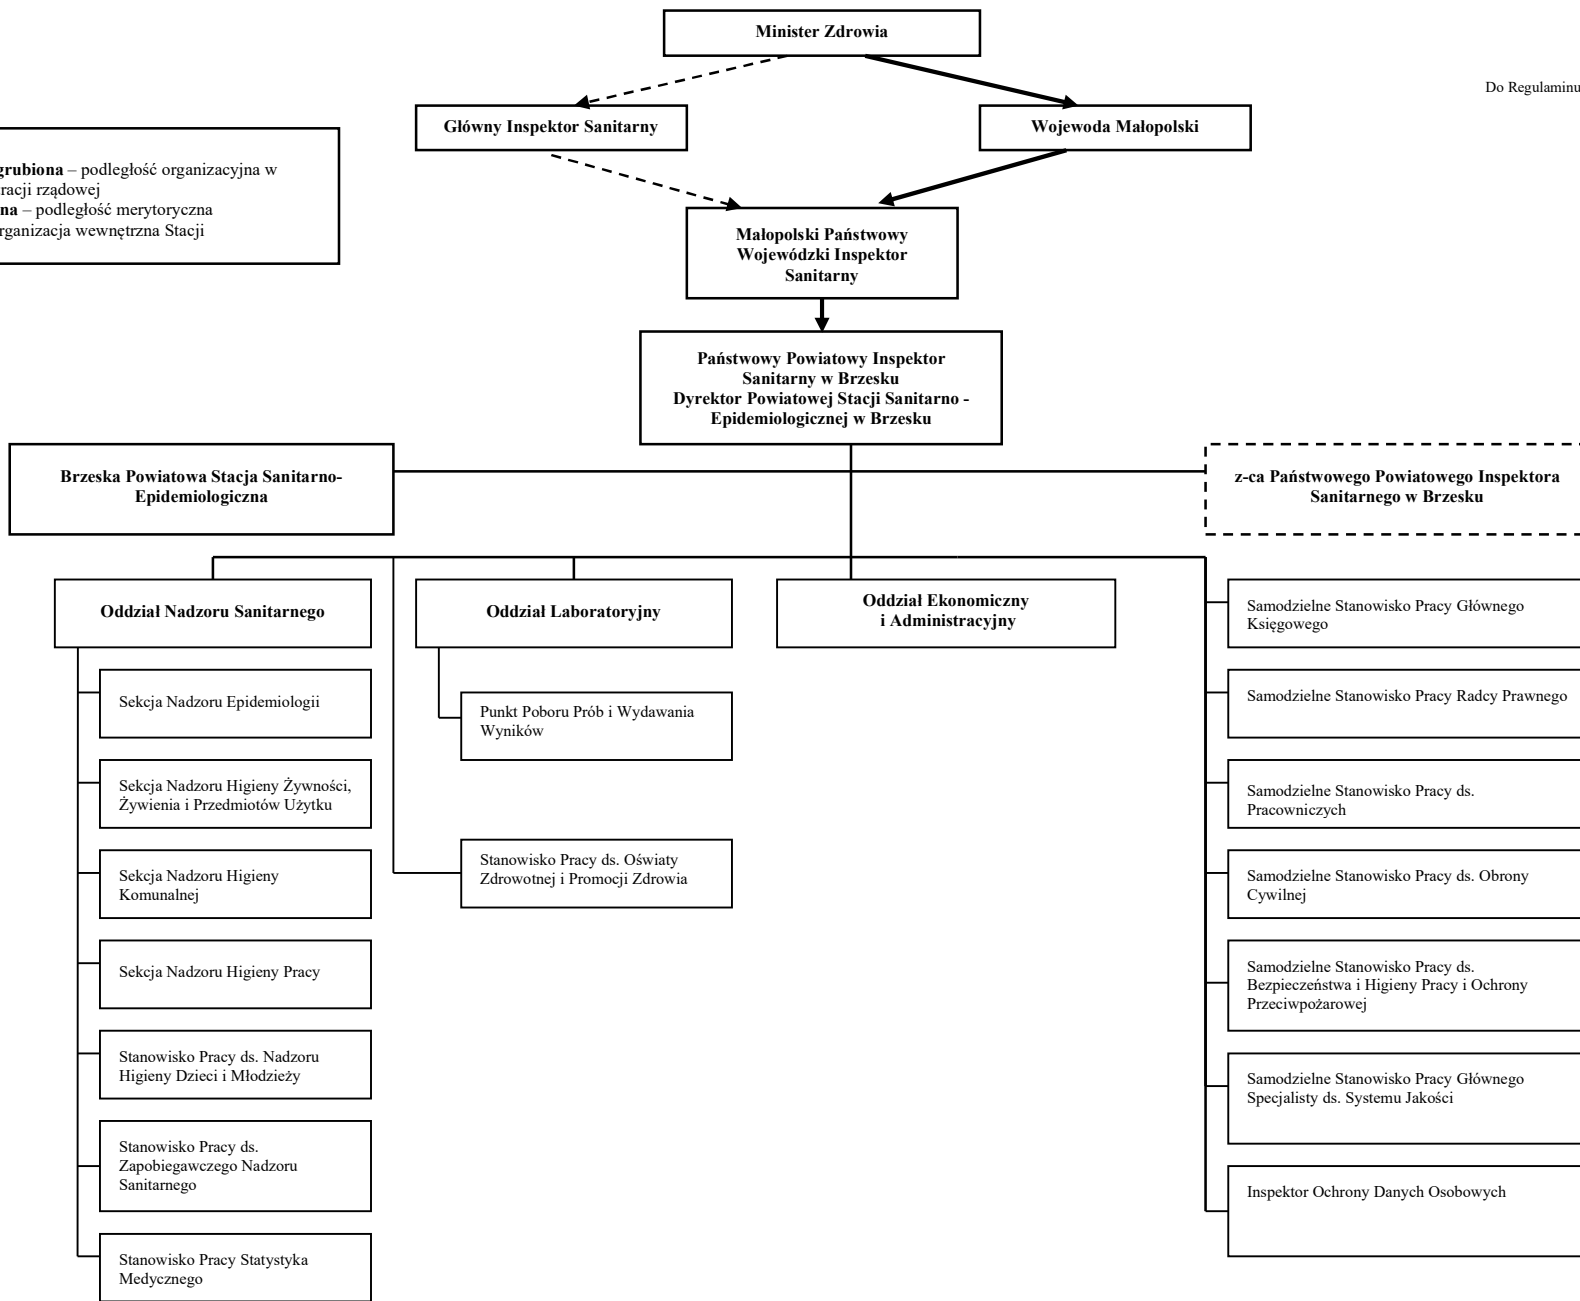 Minister Zdrowia
Do Regulaminu
Główny Inspektor Sanitarny
Wojewoda Małopolski
grubiona – podległość organizacyjna w
racji rządowej
na – podległość merytoryczna
rganizacja wewnętrzna Stacji
Małopolski Państwowy
Wojewódzki Inspektor
Sanitarny
Państwowy Powiatowy Inspektor
Sanitarny w Brzesku
Dyrektor Powiatowej Stacji Sanitarno -
Epidemiologicznej w Brzesku
Brzeska Powiatowa Stacja Sanitarno-
Epidemiologiczna
z-ca Państwowego Powiatowego Inspektora
Sanitarnego w Brzesku
Oddział Nadzoru Sanitarnego
Sekcja Nadzoru Epidemiologii
Sekcja Nadzoru Higieny Żywności,
Żywienia i Przedmiotów Użytku
Sekcja Nadzoru Higieny
Komunalnej
Sekcja Nadzoru Higieny Pracy
Stanowisko Pracy ds. Nadzoru
Higieny Dzieci i Młodzieży
Stanowisko Pracy ds.
Zapobiegawczego Nadzoru
Sanitarnego
Stanowisko Pracy Statystyka
Medycznego
Oddział Laboratoryjny
Punkt Poboru Prób i Wydawania
Wyników
Stanowisko Pracy ds. Oświaty
Zdrowotnej i Promocji Zdrowia
Oddział Ekonomiczny
i Administracyjny
Samodzielne Stanowisko Pracy Głównego
Księgowego
Samodzielne Stanowisko Pracy Radcy Prawnego
Samodzielne Stanowisko Pracy ds.
Pracowniczych
Samodzielne Stanowisko Pracy ds. Obrony
Cywilnej
Samodzielne Stanowisko Pracy ds.
Bezpieczeństwa i Higieny Pracy i Ochrony
Przeciwpożarowej
Samodzielne Stanowisko Pracy Głównego
Specjalisty ds. Systemu Jakości
Inspektor Ochrony Danych Osobowych